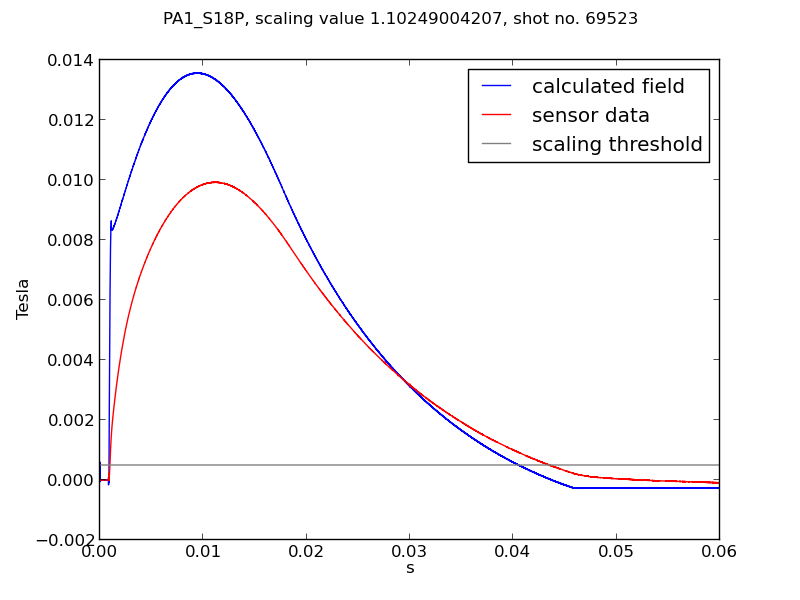 PA1_S18P, scaling value 1.10249004207, shot no. 69523
calculated field
sensor data
scaling threshold
0.014
0.012
0.010
0.008
0.006
0.004
0.002
0.000
−0.002
Tesla
0.00
0.01
0.02
0.03
0.04
0.05
0.06
s